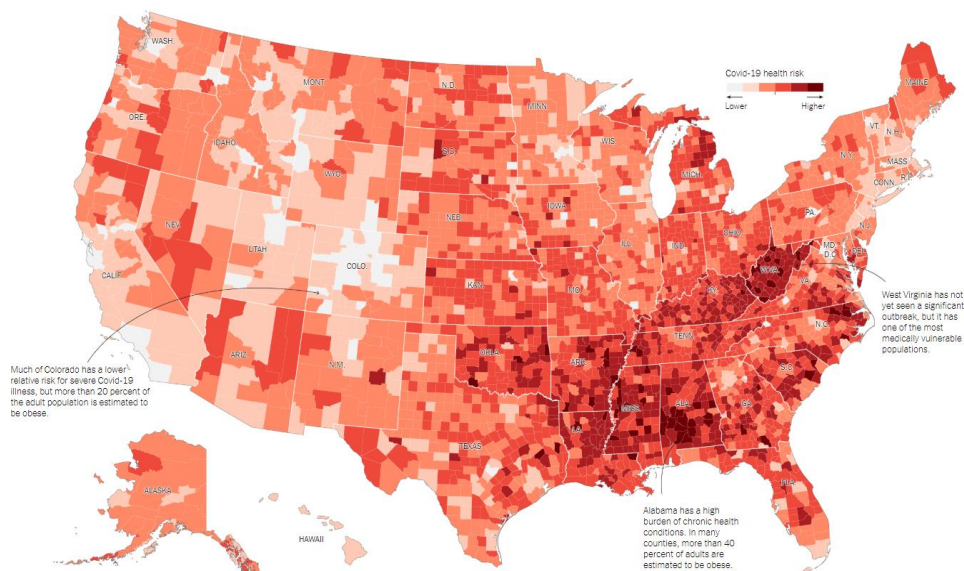 WASH.
MONT.
N.D.
MINN.
ORE.
IDAHO
WYO.
S.D.
WIS.
MICH.
MAINE
VT.
N.H.
N.Y.
MASS.
CONN.
R.I.
Covid-19 health risk
Lower
Higher
NEV.
UTAH
COLO.
NEB.
IOWA
ILL.
IND.
OHIO
PA.
N.J.
MD.
DEL.
D.C.
CALIF.
KAN.
MO.
KY.
W.VA.
VA.
West Virginia has not
yet seen a significant
outbreak, but it has
one of the most
medically vulnerable
populations.
ARIZ.
N.M.
OKLA.
ARK.
TENN.
N.C.
S.C.
Much of Colorado has a lower
relative risk for severe Covid-19
illness, but more than 20 percent of
the adult population is estimated to
be obese.
TEXAS
LA.
MISS.
ALA.
GA.
FLA.
ALASKA
HAWAII
Alabama has a high
burden of chronic health
conditions. In many
counties, more than 40
percent of adults are
estimated to be obese.